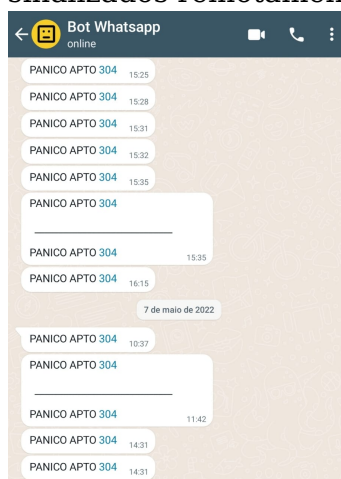 Bot Whatsapp
online
PANICO APTO 304 15:25
PANICO APTO 304 15:28
PANICO APTO 304 15:31
PANICO APTO 304 15:32
PANICO APTO 304 15:35
PANICO APTO 304
PANICO APTO 304 15:35
PANICO APTO 304 16:15
7 de maio de 2022
PANICO APTO 304 10:37
PANICO APTO 304
PANICO APTO 304 11:42
PANICO APTO 304 14:31
PANICO APTO 304 14:31